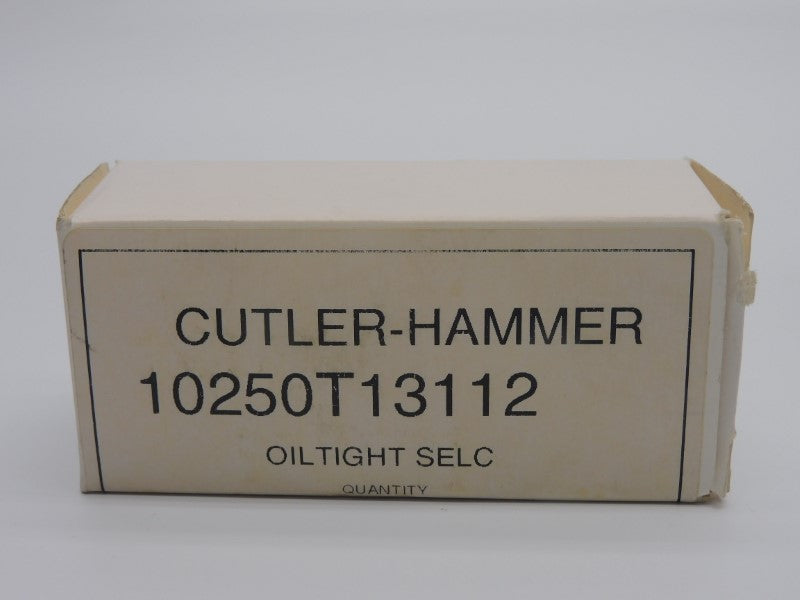 CUTLER-HAMMER
10250T13112
OILTIGHT SELC
QUANTITY